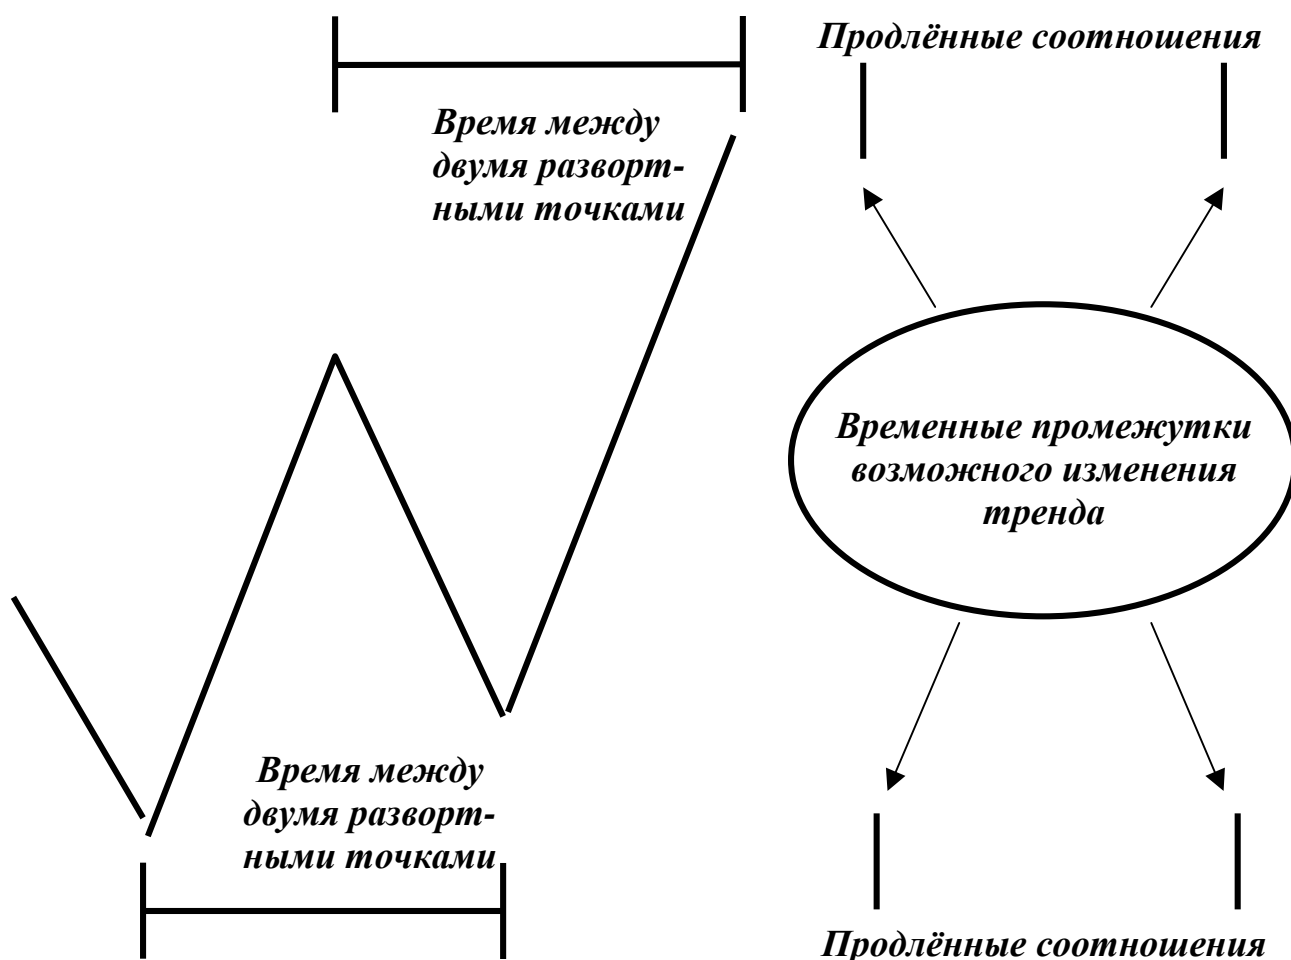 Продлённые соотношения
Время между
двумя разворт-
ными точками
Временные промежутки
возможного изменения
тренда
Время между
двумя разворт-
ными точками
Продлённые соотношения